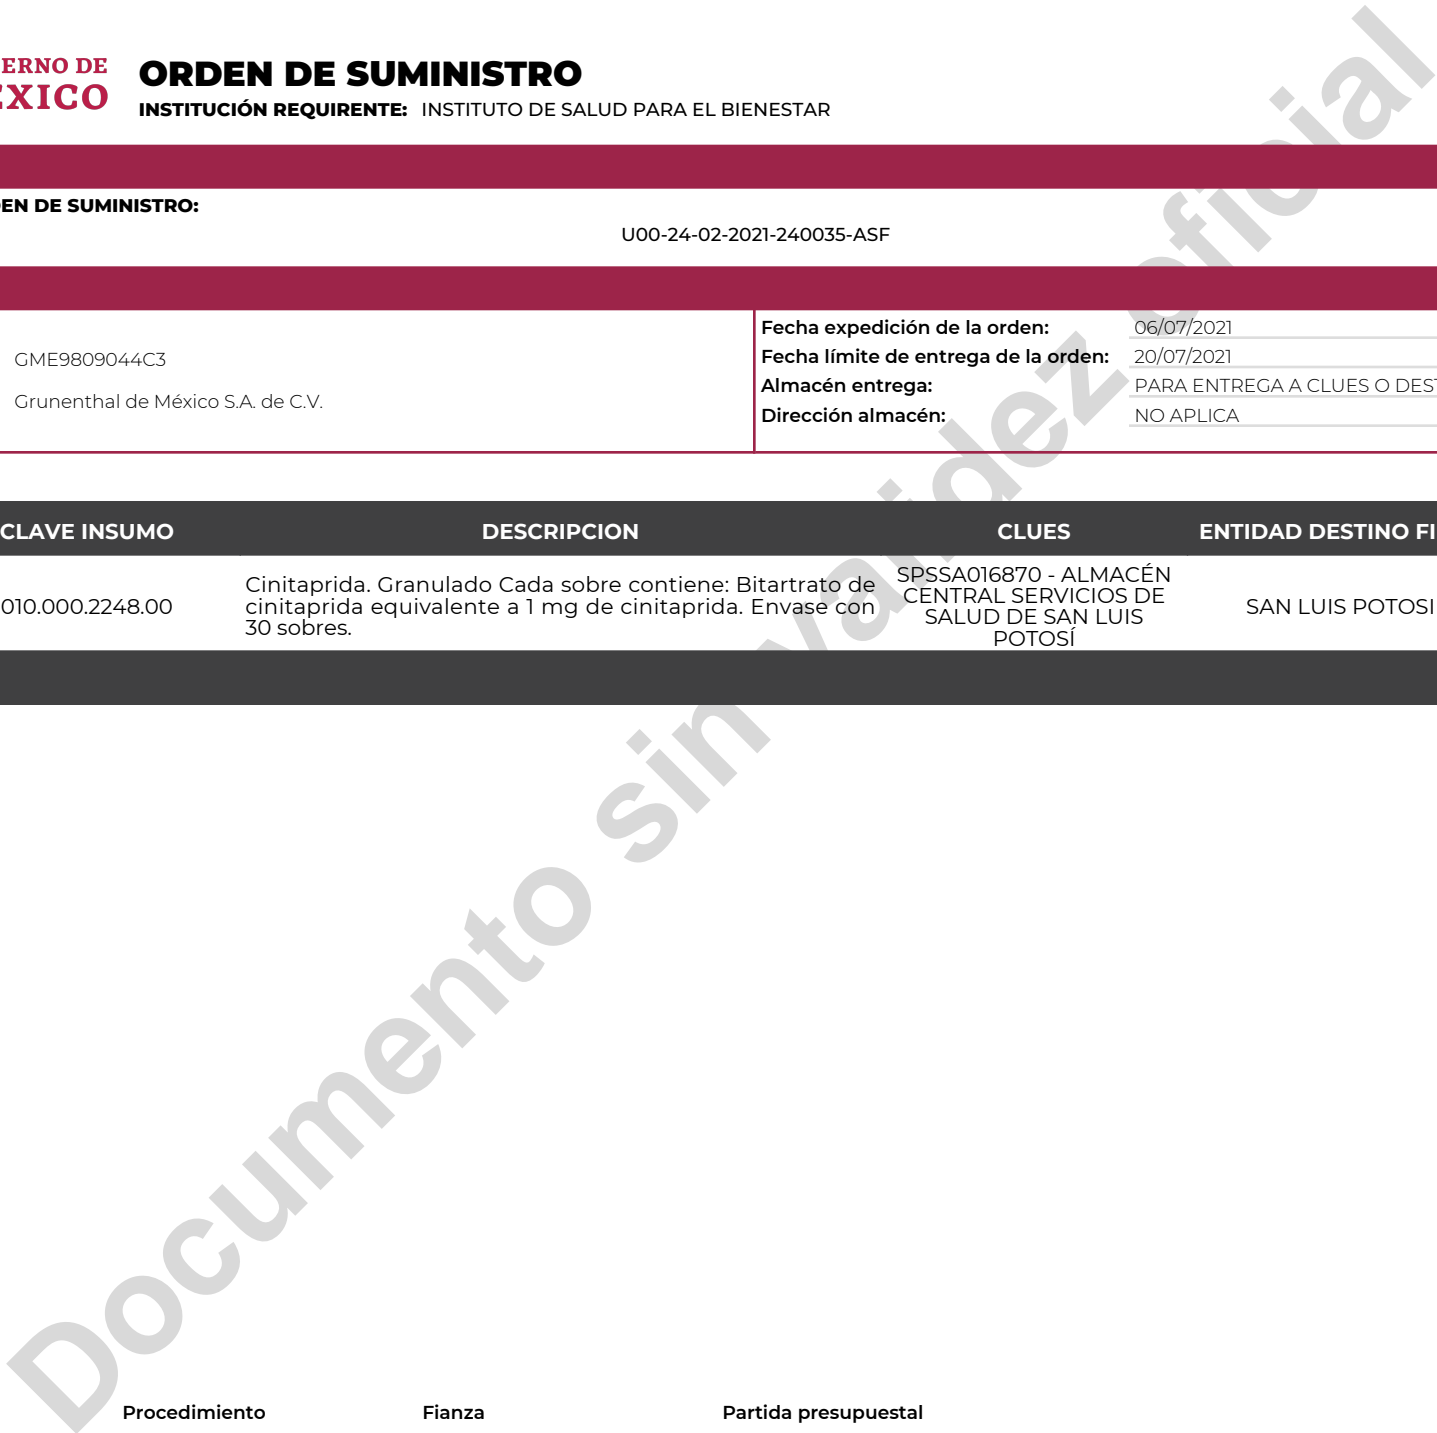 ERNO DE
ÉXICO
ORDEN DE SUMINISTRO
INSTITUCIÓN REQUIRENTE: INSTITUTO DE SALUD PARA EL BIENESTAR
EN DE SUMINISTRO:
U00-24-02-2021-240035-ASF
GME9809044C3
Grunenthal de México S.A. de C.V.
Fecha expedición de la orden: 06/07/2021
Fecha límite de entrega de la orden: 20/07/2021
Almacén entrega: PARA ENTREGA A CLUES O DEST
Dirección almacén: NO APLICA
CLAVE INSUMO DESCRIPCION CLUES ENTIDAD DESTINO FI
010.000.2248.00
Cinitaprida. Granulado Cada sobre contiene: Bitartrato de
cinitaprida equivalente a 1 mg de cinitaprida. Envase con
30 sobres.
SPSSA016870 - ALMACÉN
CENTRAL SERVICIOS DE
SALUD DE SAN LUIS
POTOSÍ
SAN LUIS POTOSI
Documento sin validez oficial
Procedimiento Fianza Partida presupuestal